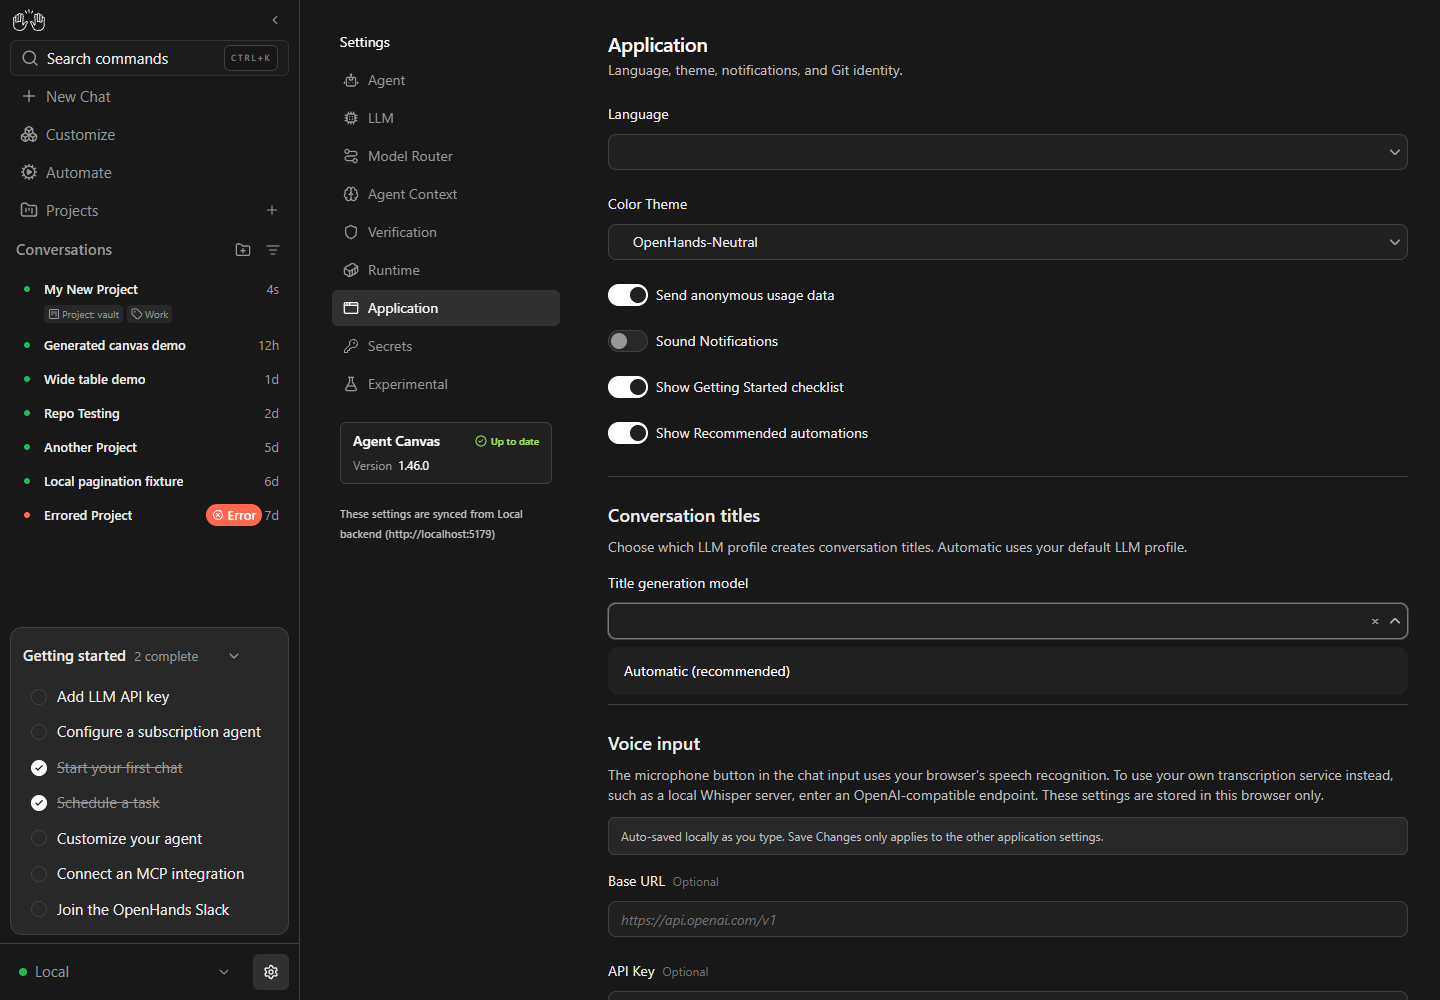 Search commands
CTRL+K
New Chat
Customize
Automate
Projects
Conversations
My New Project 4s
Project: vault Work
Generated canvas demo 12h
Wide table demo 1d
Repo Testing 2d
Another Project 5d
Local pagination fixture 6d
Errored Project Error 7d
Getting started 2 complete
Add LLM API key
Configure a subscription agent
Start your first chat
Schedule a task
Customize your agent
Connect an MCP integration
Join the OpenHands Slack
Local
Settings
Agent
LLM
Model Router
Agent Context
Verification
Runtime
Application
Secrets
Experimental
Agent Canvas Up to date
Version 1.46.0
These settings are synced from Local
backend (http://localhost:5179)
Application
Language, theme, notifications, and Git identity.
Language
Color Theme
OpenHands-Neutral
Send anonymous usage data
Sound Notifications
Show Getting Started checklist
Show Recommended automations
Conversation titles
Choose which LLM profile creates conversation titles. Automatic uses your default LLM profile.
Title generation model
Automatic (recommended)
Voice input
The microphone button in the chat input uses your browser's speech recognition. To use your own transcription service instead,
such as a local Whisper server, enter an OpenAI-compatible endpoint. These settings are stored in this browser only.
Auto-saved locally as you type. Save Changes only applies to the other application settings.
Base URL Optional
https://api.openai.com/v1
API Key Optional